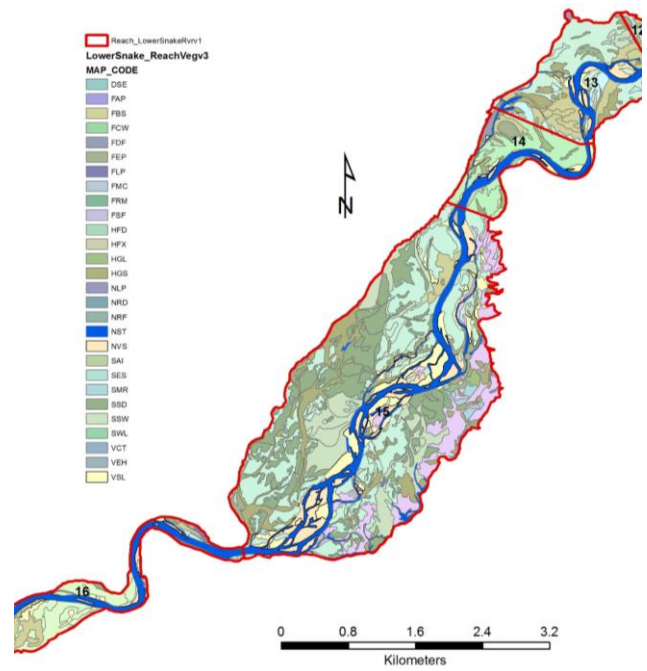 Reach_LowerSnakeRvrv1
LowerSnake_ReachVegv3
MAP_CODE
DSE
FAP
FBS
FCW
FDF
FEP
FLP
FMC
FRM
FSF
HFD
HFX
HGL
HGS
NLP
NRD
NRF
NST
NVS
SAI
SES
SMR
SSD
SSW
SWL
VCT
VEH
VSL
12
13
14
N
15
16
0 0.8 1.6 2.4 3.2
Kilometers